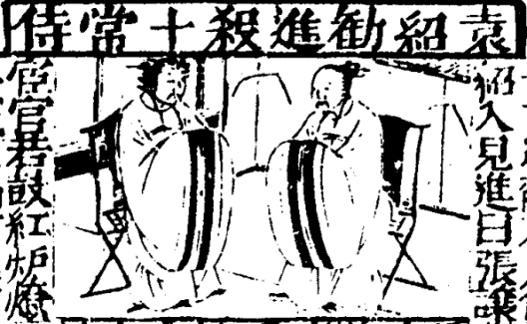 袁紹勸進殺十常侍
紹入見進曰張讓
宦官若鼓紅炉燎